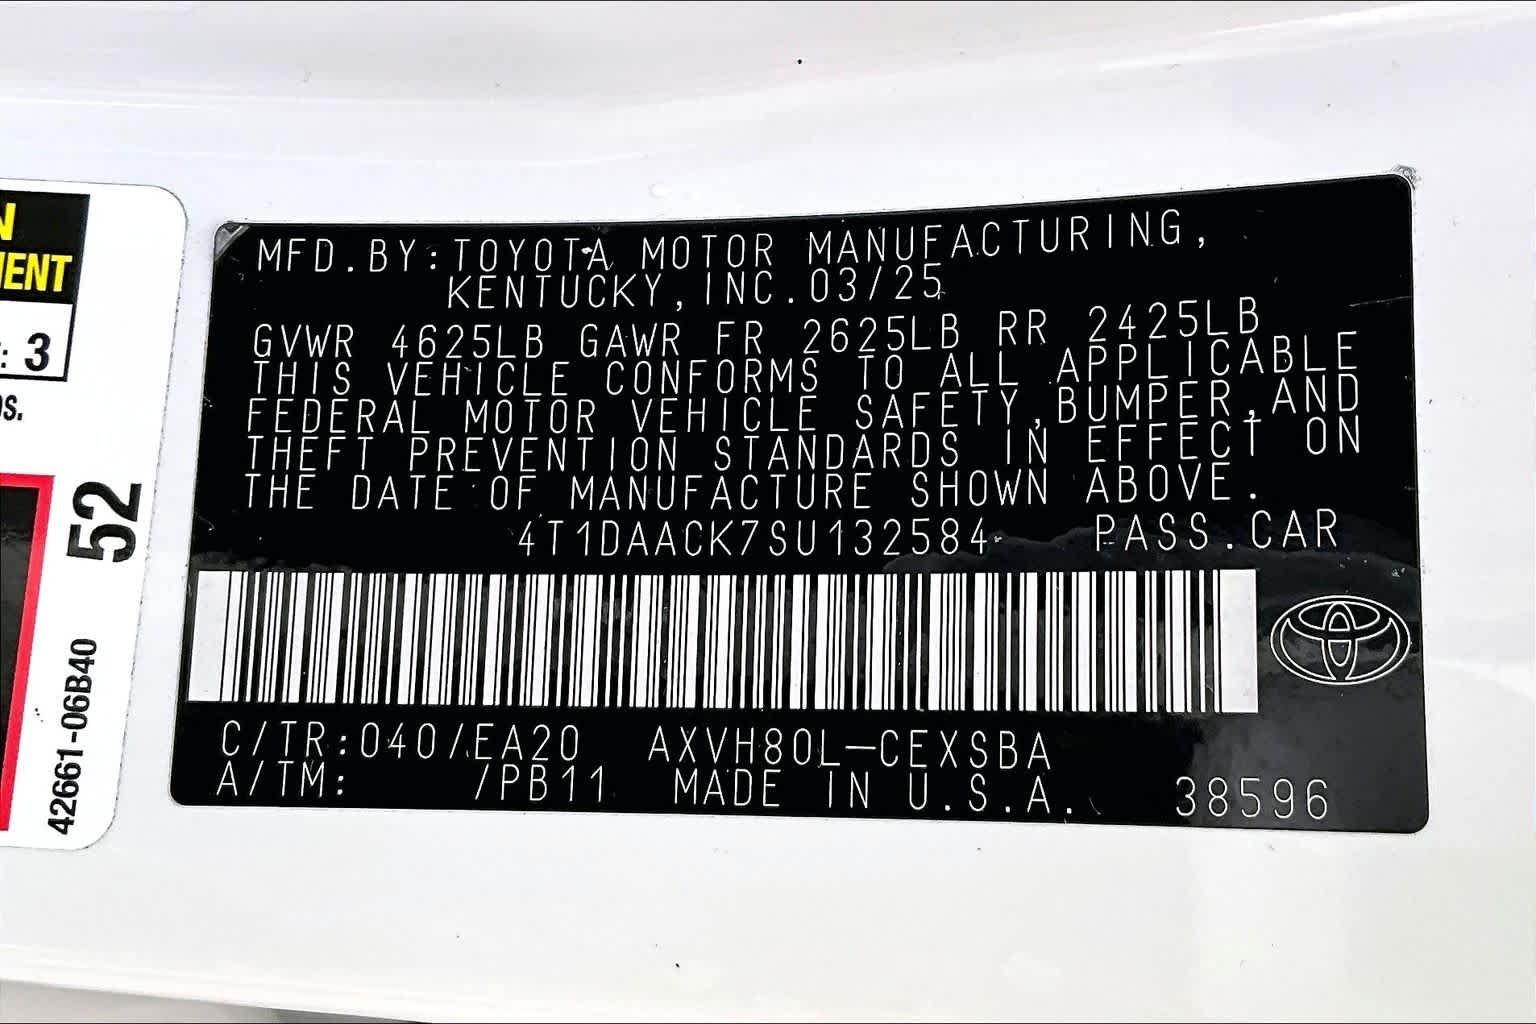 N
MENT
: 3
os.
52
42661-06B40
MFD.BY:TOYOTA MOTOR MANUFACTURING,
KENTUCKY,INC.03/25
GVWR 4625LB GAWR FR 2625LB RR 2425LB
THIS VEHICLE CONFORMS TO ALL APPLICABLE
FEDERAL MOTOR VEHICLE SAFETY,BUMPER,AND
THEFT PREVENTION STANDARDS IN EFFECT ON
THE DATE OF MANUFACTURE SHOWN ABOVE.
4T1DAACK7SU132584 PASS.CAR
C/TR:040/EA20 AXVH80L-CEXSBA
A/TM: /PB11 MADE IN U.S.A. 38596